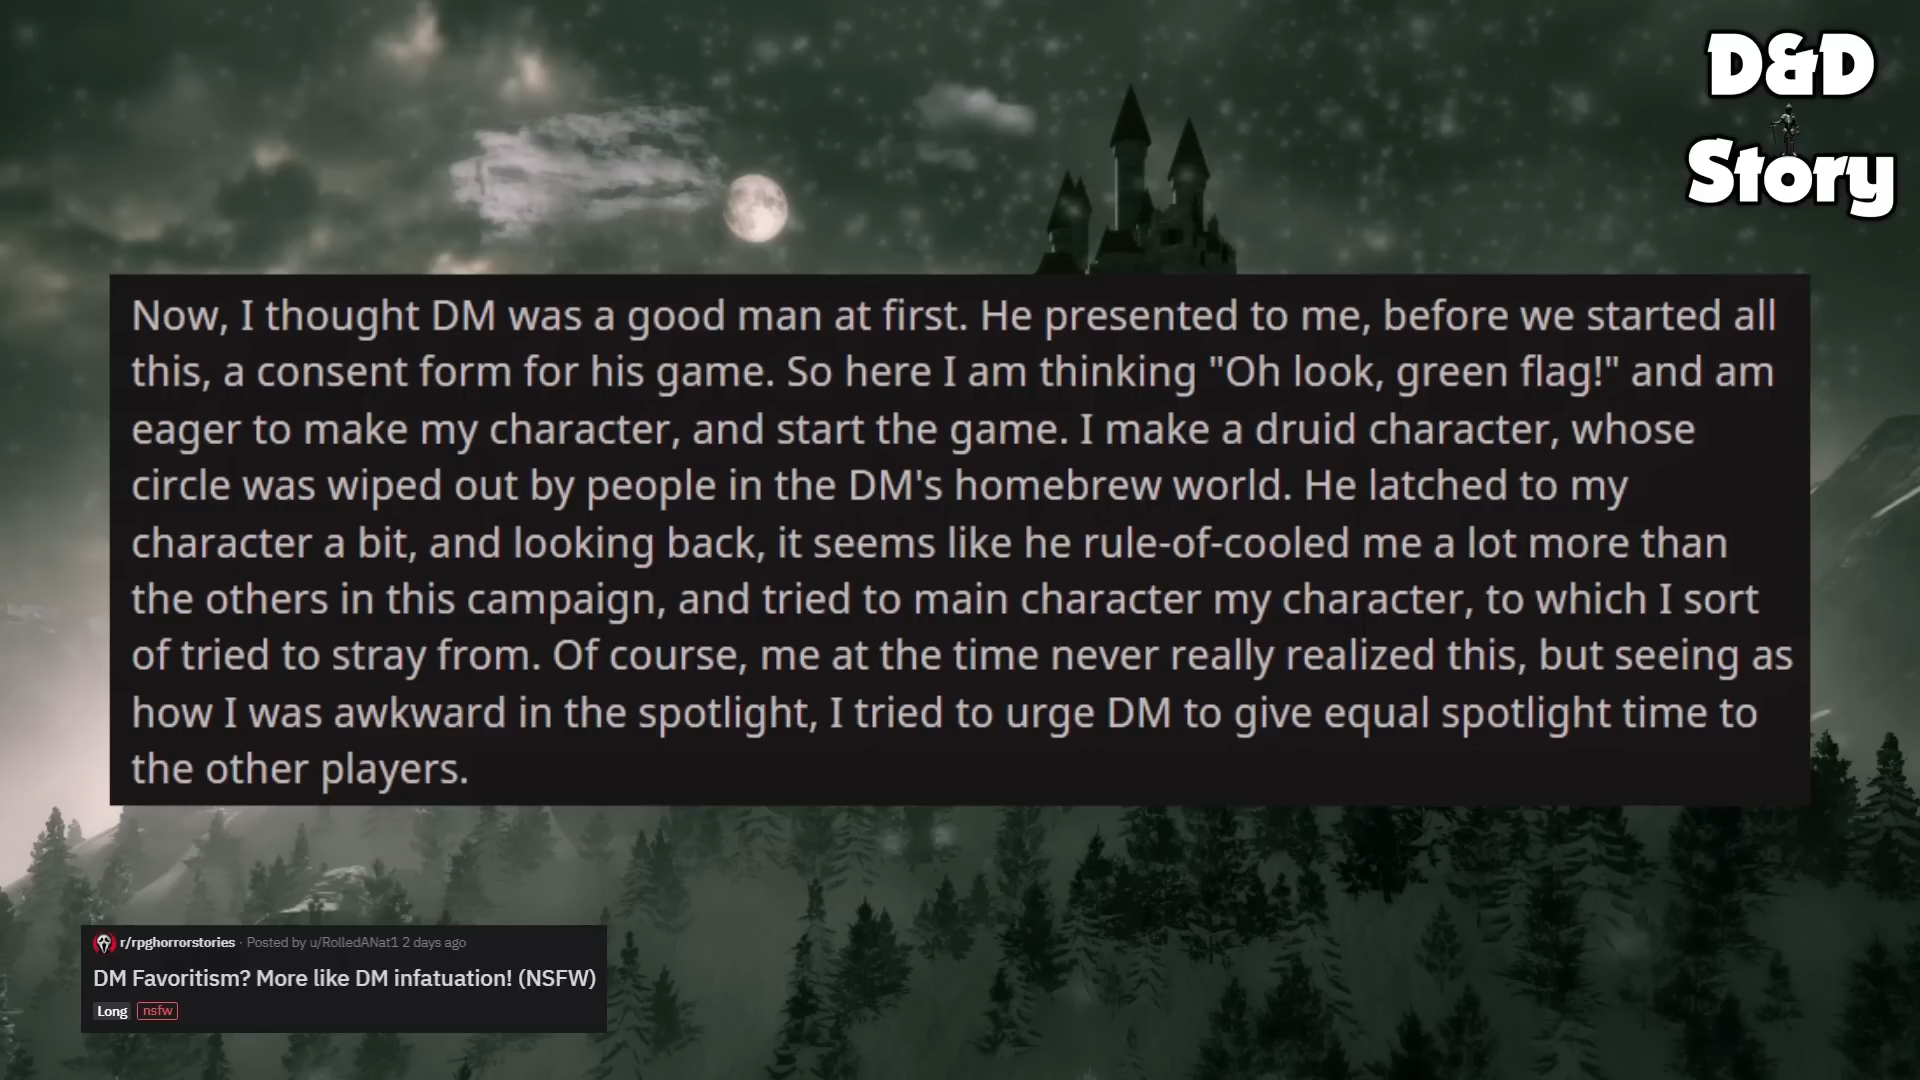 D&D
Story
Now, I thought DM was a good man at first. He presented to me, before we started all
this, a consent form for his game. So here I am thinking "Oh look, green flag!" and am
eager to make my character, and start the game. I make a druid character, whose
circle was wiped out by people in the DM's homebrew world. He latched to my
character a bit, and looking back, it seems like he rule-of-cooled me a lot more than
the others in this campaign, and tried to main character my character, to which I sort
of tried to stray from. Of course, me at the time never really realized this, but seeing as
how I was awkward in the spotlight, I tried to urge DM to give equal spotlight time to
the other players.
r/rpghorrorstories · Posted by u/RolledANat1 2 days ago
DM Favoritism? More like DM infatuation! (NSFW)
Long nsfw